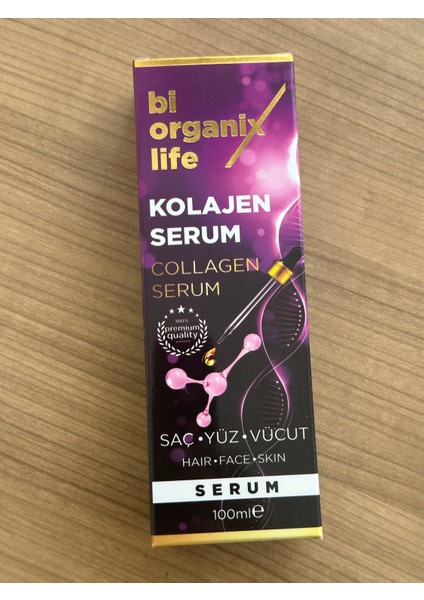 bi
organix
life
KOLAJEN
SERUM
COLLAGEN
SERUM
100%
premium
quality
SAÇ•YÜZ•VÜCUT
HAIR•FACE•SKIN
SERUM
100ml℮